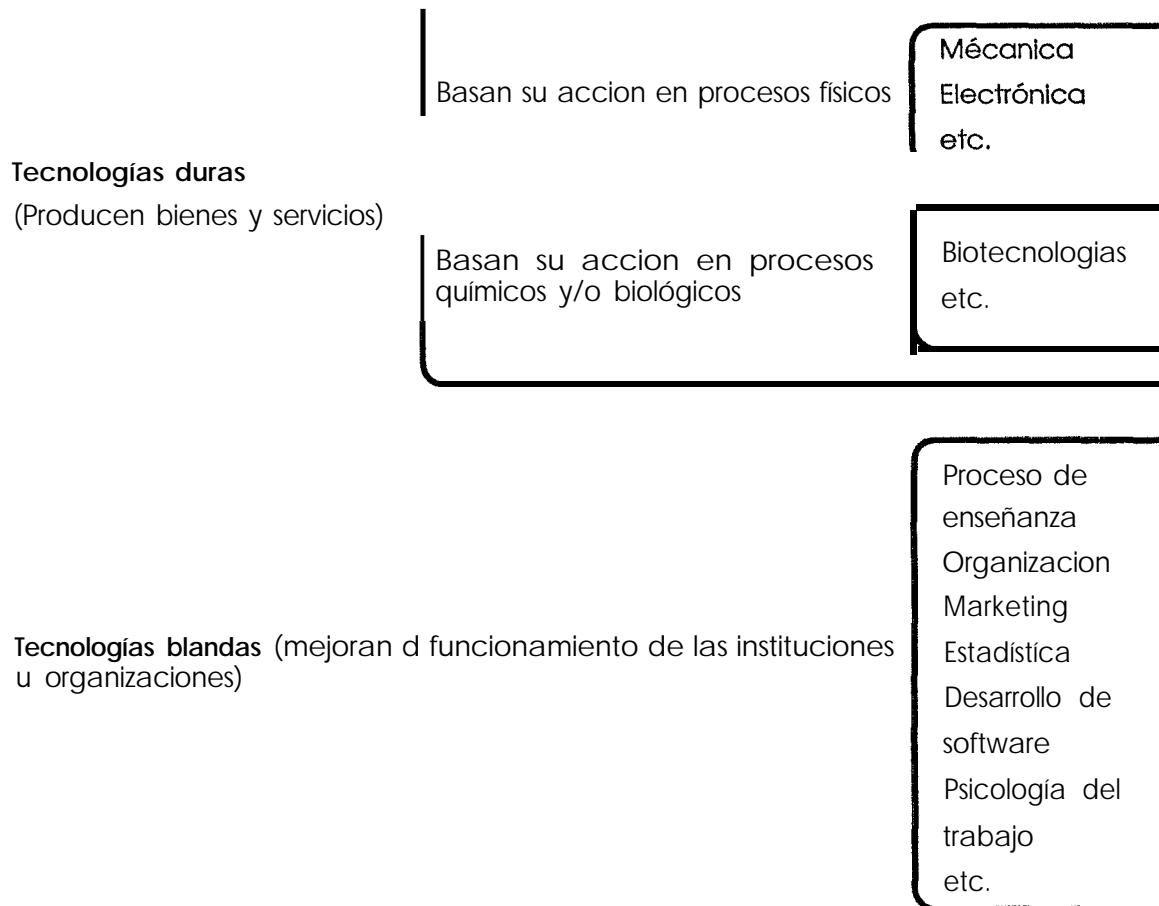 Basan su accion en procesos físicos
Mécanica
Electrónica
etc.
Tecnologías duras
(Producen bienes y servicios)
Basan su accion en procesos
químicos y/o biológicos
Biotecnologias
etc.
Tecnologías blandas (mejoran d funcionamiento de las instituciones
u organizaciones)
Proceso de
enseñanza
Organizacion
Marketing
Estadístíca
Desarrollo de
software
Psicología del
trabajo
etc.